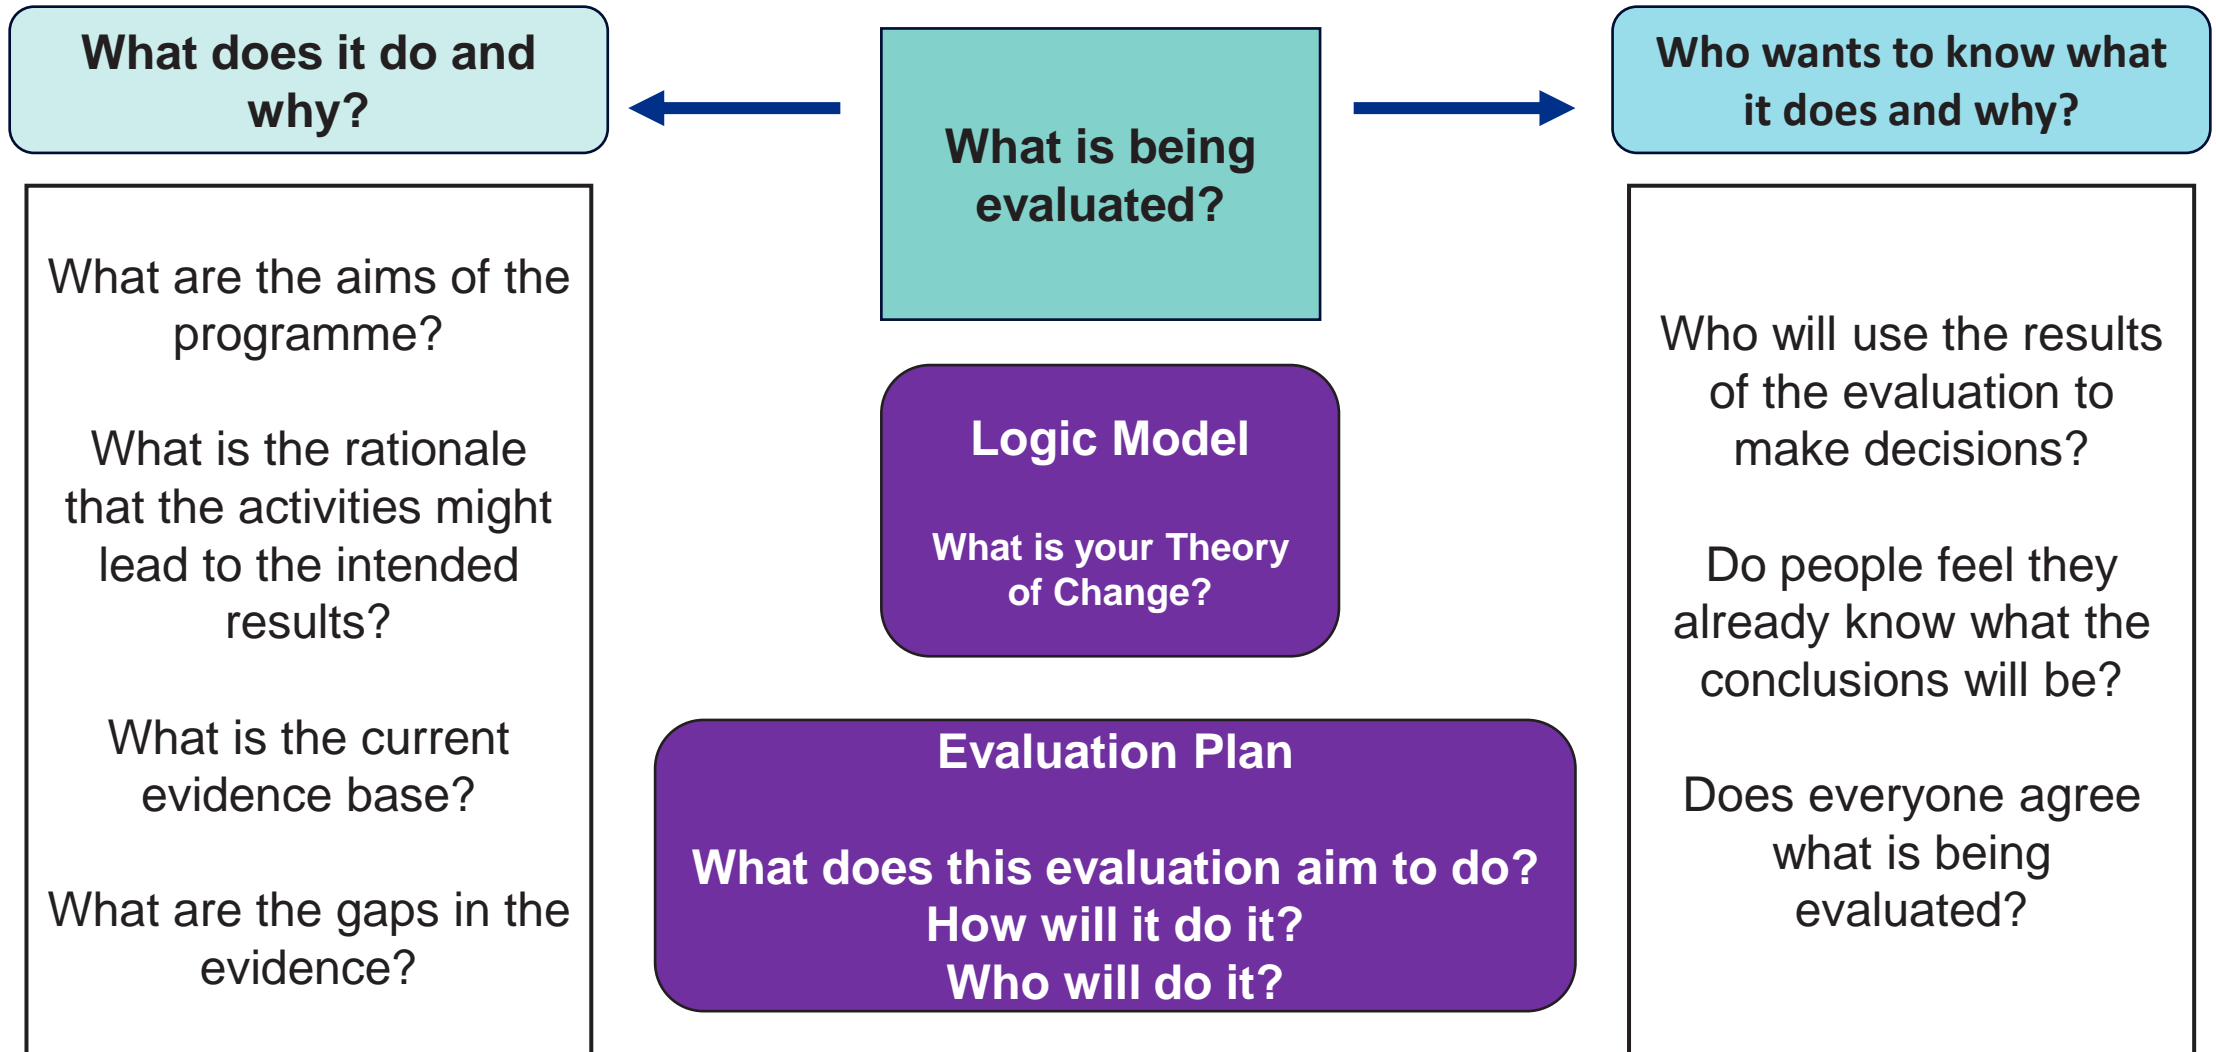 What does it do and
why?
What are the aims of the
programme?
What is the rationale
that the activities might
lead to the intended
results?
What is the current
evidence base?
What are the gaps in the
evidence?
What is being
evaluated?
Logic Model
What is your Theory
of Change?
Evaluation Plan
What does this evaluation aim to do?
How will it do it?
Who will do it?
Who wants to know what
it does and why?
Who will use the results
of the evaluation to
make decisions?
Do people feel they
already know what the
conclusions will be?
Does everyone agree
what is being
evaluated?